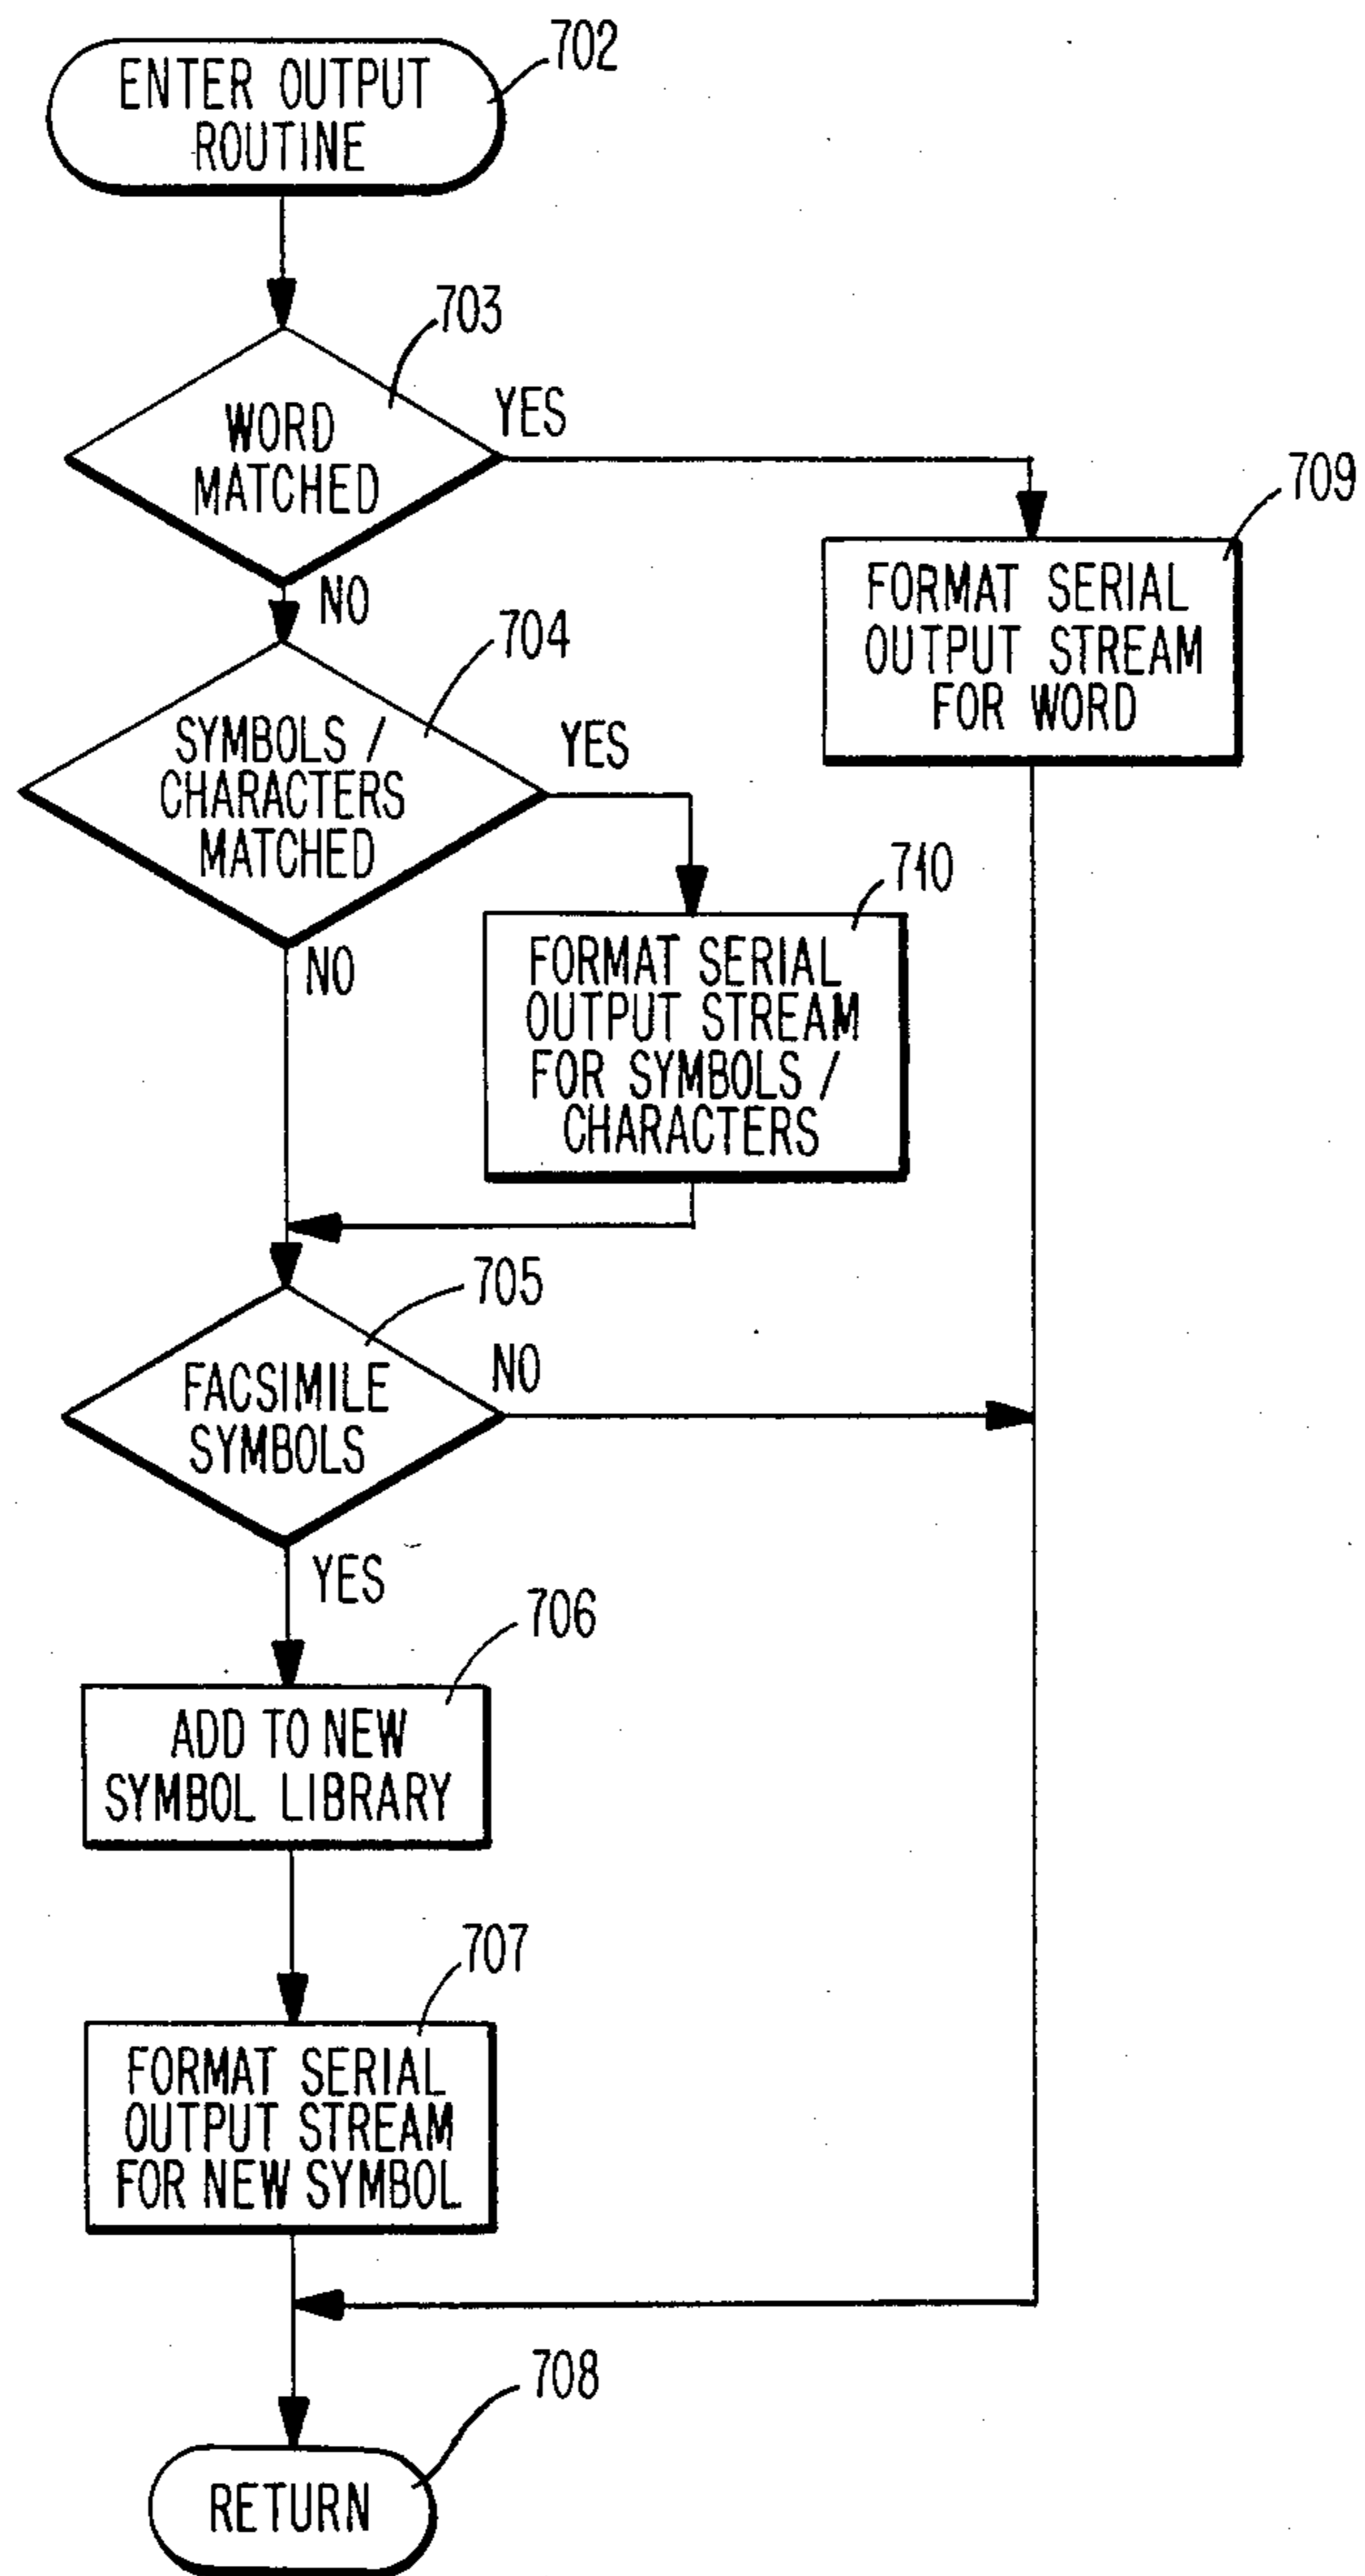 702
ENTER OUTPUT
ROUTINE
703
WORD
MATCHED
YES
NO
709
FORMAT SERIAL
OUTPUT STREAM
FOR WORD
704
SYMBOLS /
CHARACTERS
MATCHED
YES
NO
710
FORMAT SERIAL
OUTPUT STREAM
FOR SYMBOLS /
CHARACTERS
705
FACSIMILE
SYMBOLS
NO
YES
706
ADD TO NEW
SYMBOL LIBRARY
707
FORMAT SERIAL
OUTPUT STREAM
FOR NEW SYMBOL
708
RETURN